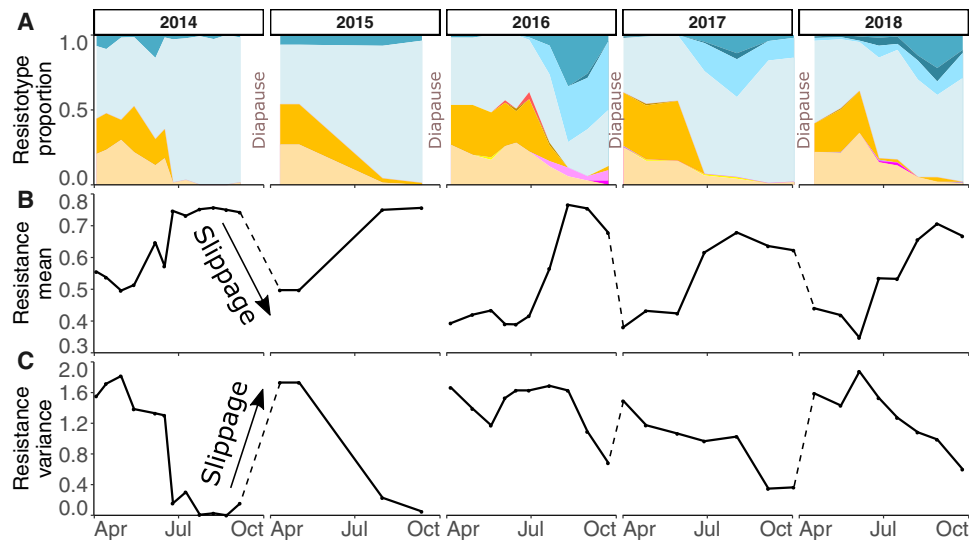 A
2014
2015
2016
2017
2018
Resistotype
proportion
1.0
0.5
0.0
Diapause
Diapause
Diapause
Diapause
B
Resistance
mean
0.8
0.7
0.6
0.5
0.4
0.3
Slippage
C
Resistance
variance
2.0
1.6
1.2
0.8
0.4
0.0
Slippage
Apr Jul Oct Apr Jul Oct Apr Jul Oct Apr Jul Oct Apr Jul Oct